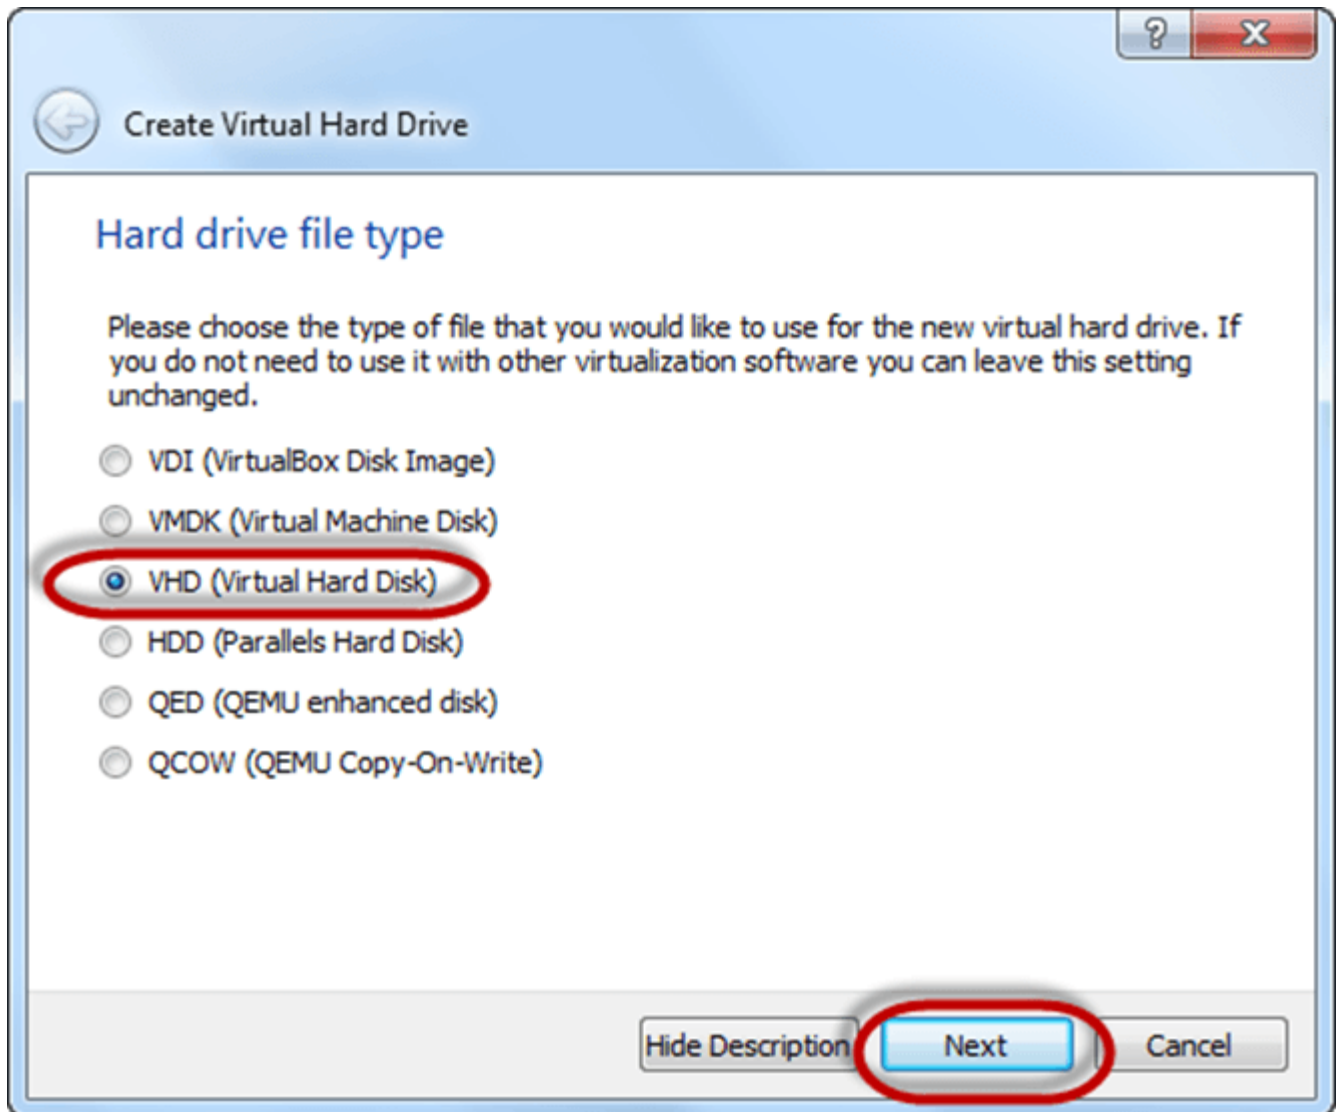 ?
X
Create Virtual Hard Drive
Hard drive file type
Please choose the type of file that you would like to use for the new virtual hard drive. If
you do not need to use it with other virtualization software you can leave this setting
unchanged.
VDI (VirtualBox Disk Image)
VMDK (Virtual Machine Disk)
VHD (Virtual Hard Disk)
HDD (Parallels Hard Disk)
QED (QEMU enhanced disk)
QCOW (QEMU Copy-On-Write)
Hide Description Next Cancel